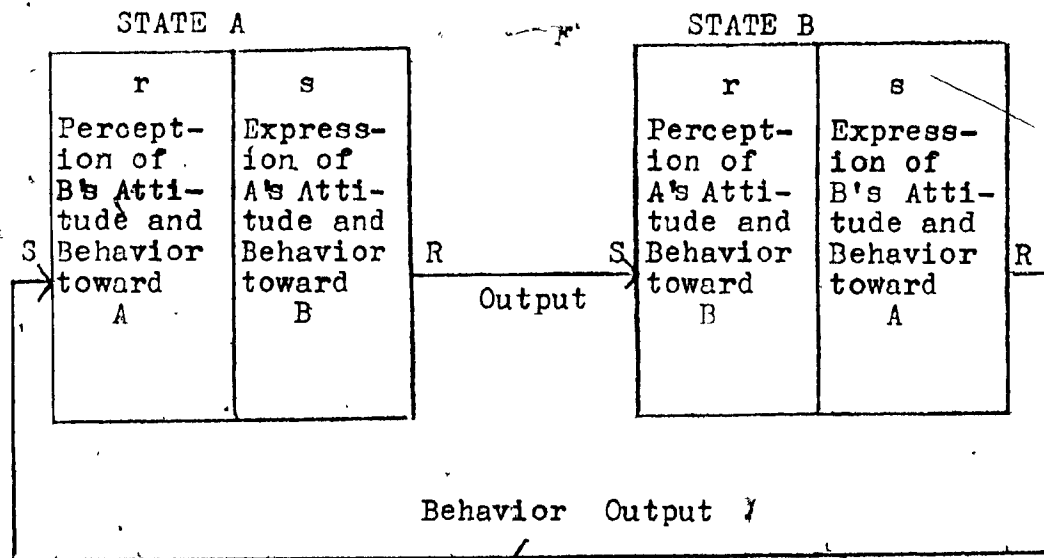 STATE A
STATE B
r
s
Percept-
ion of
B's Atti-
tude and
Behavior
toward
A
Express-
ion of
A's Atti-
tude and
Behavior
toward
B
S
R
Output
r
s
Percept-
ion of
A's Atti-
tude and
Behavior
toward
B
Express-
ion of
B's Atti-
tude and
Behavior
toward
A
S
R
Behavior Output